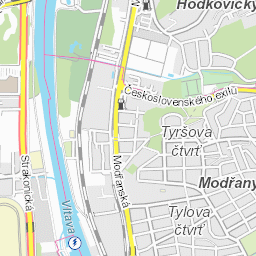 Hodkovičky
Československého exilu
Tyršova
čtvrť
Modřany
Tylova
čtvrť
Modřanská
Vltava
Strakonická